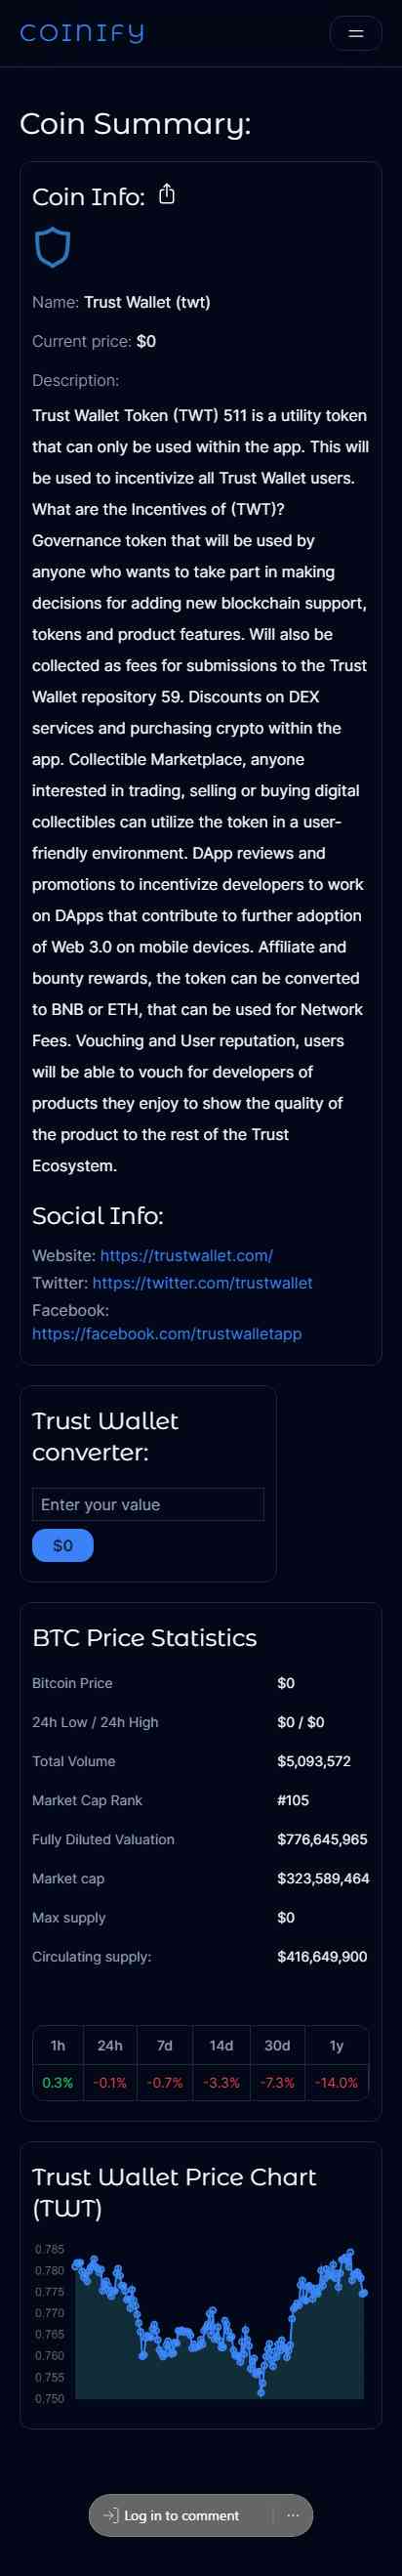 COINIFY
Coin Summary:
Coin Info:
Name: Trust Wallet (twt)
Current price: $0
Description:
Trust Wallet Token (TWT) 511 is a utility token
that can only be used within the app. This will
be used to incentivize all Trust Wallet users.
What are the Incentives of (TWT)?
Governance token that will be used by
anyone who wants to take part in making
decisions for adding new blockchain support,
tokens and product features. Will also be
collected as fees for submissions to the Trust
Wallet repository 59. Discounts on DEX
services and purchasing crypto within the
app. Collectible Marketplace, anyone
interested in trading, selling or buying digital
collectibles can utilize the token in a user-
friendly environment. DApp reviews and
promotions to incentivize developers to work
on DApps that contribute to further adoption
of Web 3.0 on mobile devices. Affiliate and
bounty rewards, the token can be converted
to BNB or ETH, that can be used for Network
Fees. Vouching and User reputation, users
will be able to vouch for developers of
products they enjoy to show the quality of
the product to the rest of the Trust
Ecosystem.
Social Info:
Website: https://trustwallet.com/
Twitter: https://twitter.com/trustwallet
Facebook:
https://facebook.com/trustwalletapp
Trust Wallet
converter:
Enter your value
$0
BTC Price Statistics
Bitcoin Price $0
24h Low / 24h High $0 / $0
Total Volume $5,093,572
Market Cap Rank #105
Fully Diluted Valuation $776,645,965
Market cap $323,589,464
Max supply $0
Circulating supply: $416,649,900
1h 24h 7d 14d 30d 1y
0.3% -0.1% -0.7% -3.3% -7.3% -14.0%
Trust Wallet Price Chart
(TWT)
0.785
0.780
0.775
0.770
0.765
0.760
0.755
0.750
Log in to comment